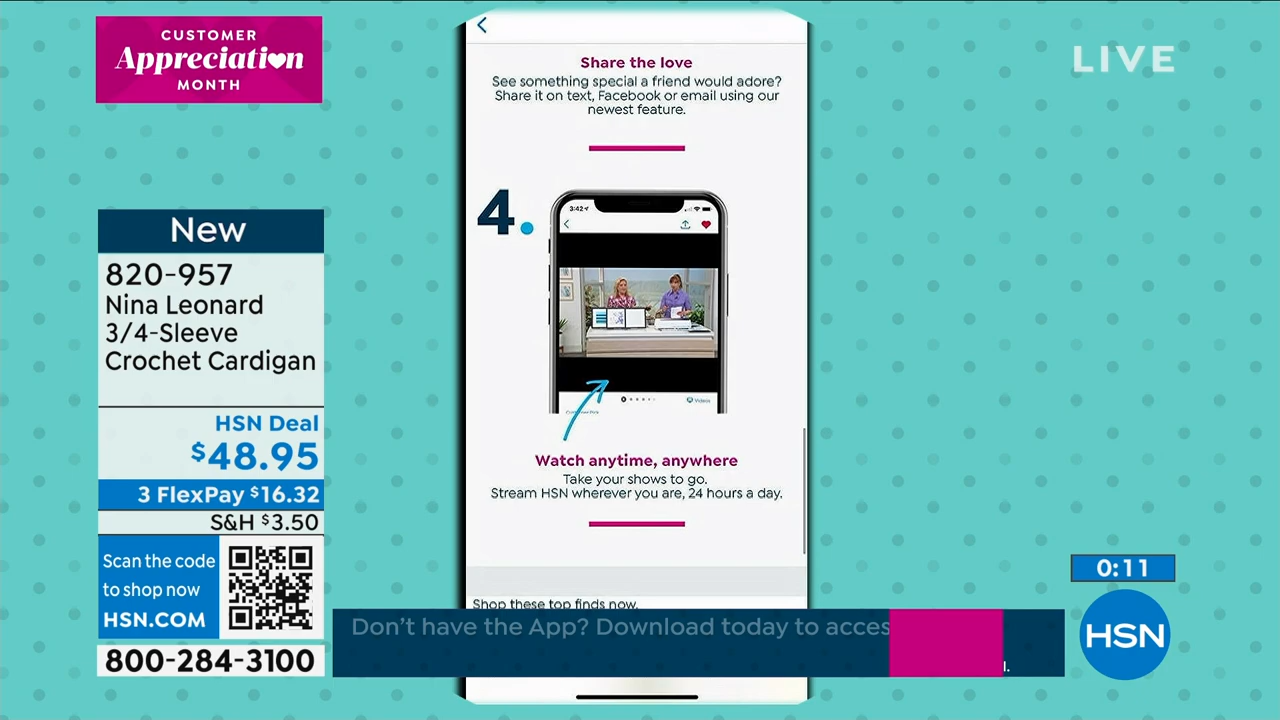 CUSTOMER
Appreciation
MONTH
LIVE
New
820-957
Nina Leonard
3/4-Sleeve
Crochet Cardigan
HSN Deal
$48.95
3 FlexPay $16.32
S&H $3.50
Scan the code
to shop now
HSN.COM
800-284-3100
Share the love
See something special a friend would adore?
Share it on text, Facebook or email using our
newest feature.
4.
3:42
Videos
Customer Pick
Watch anytime, anywhere
Take your shows to go.
Stream HSN wherever you are, 24 hours a day.
Shop these top finds now.
Don't have the App? Download today to acces
0:11
HSN